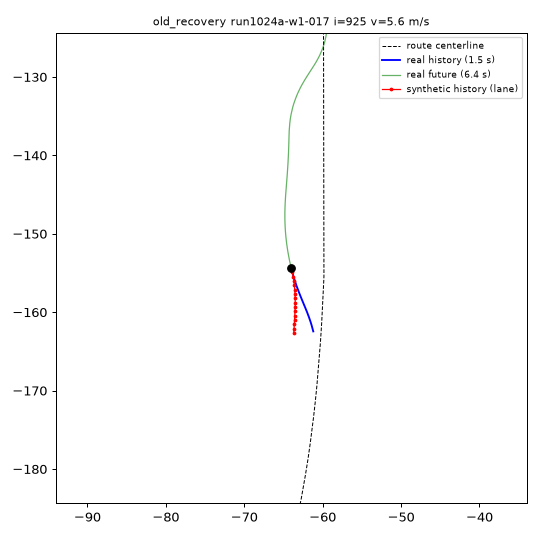 old_recovery run1024a-w1-017 i=925 v=5.6 m/s
route centerline
real history (1.5 s)
real future (6.4 s)
synthetic history (lane)
−130
−140
−150
−160
−170
−180
−90
−80
−70
−60
−50
−40